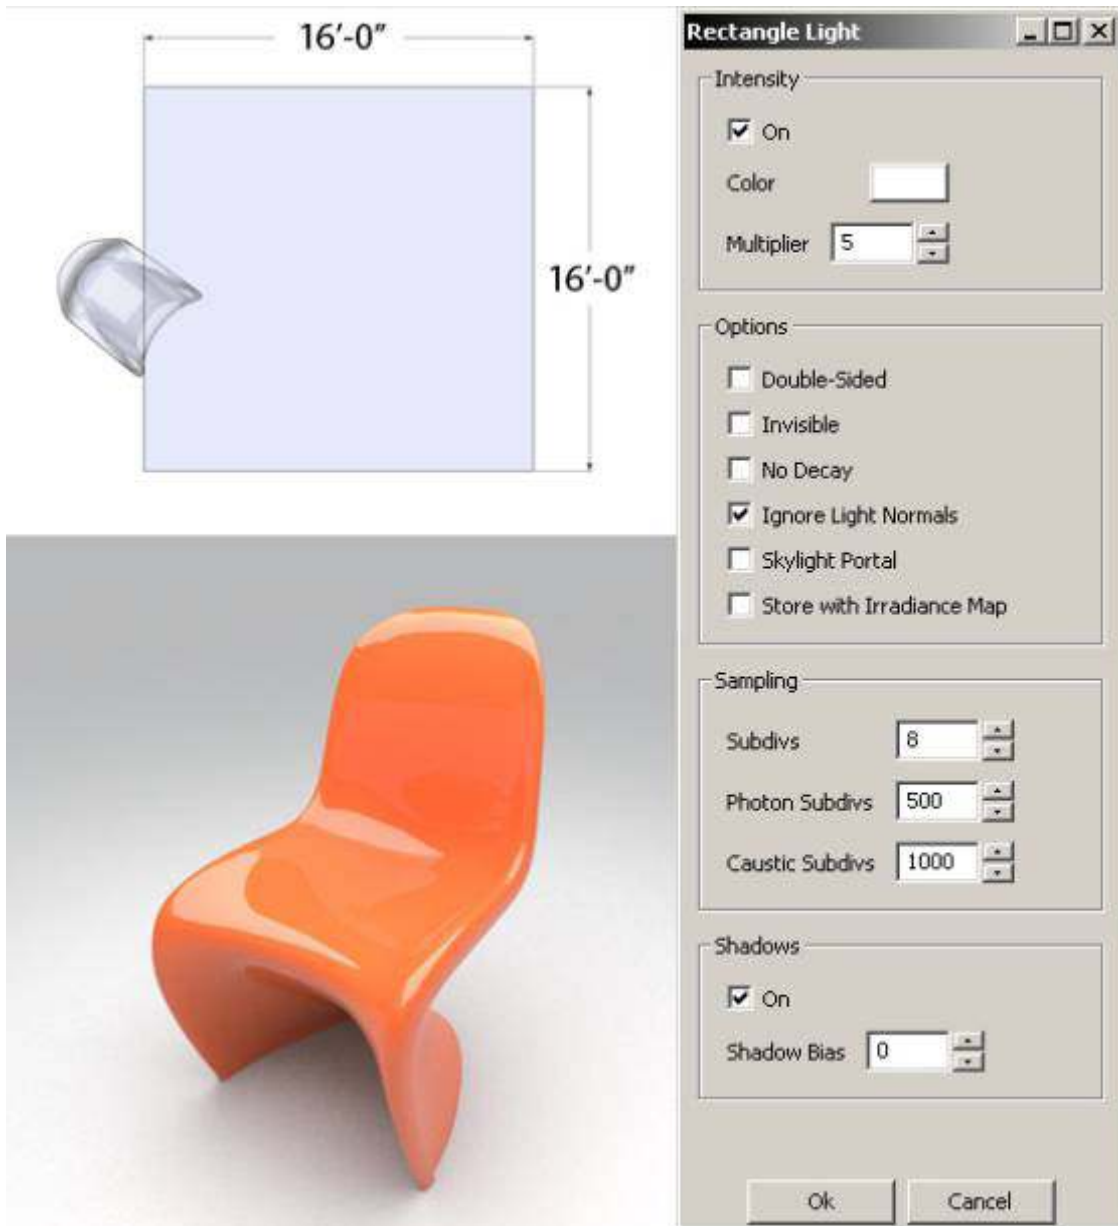 16’-0”
16’-0”
Rectangle Light
Intensity
On
Color
Multiplier 5
Options
Double-Sided
Invisible
No Decay
Ignore Light Normals
Skylight Portal
Store with Irradiance Map
Sampling
Subdivs 8
Photon Subdivs 500
Caustic Subdivs 1000
Shadows
On
Shadow Bias 0
Ok Cancel